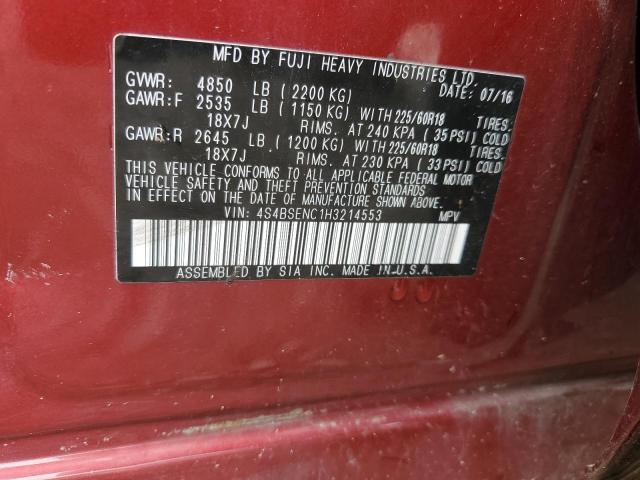 MFD BY FUJI HEAVY INDUSTRIES LTD.
GVWR: 4850 LB (2200 KG) DATE: 07/16
GAWR:F 2535 LB (1150 KG) WITH 225/60R18 TIRES.
18X7J RIMS. AT 240 KPA (35 PSI) COLD
GAWR:R 2645 LB (1200 KG) WITH 225/60R18 TIRES.
18X7J RIMS. AT 230 KPA (33 PSI) COLD
THIS VEHICLE CONFORMS TO ALL APPLICABLE FEDERAL MOTOR
VEHICLE SAFETY AND THEFT PREVENTION STANDARDS
IN EFFECT ON THE DATE OF MANUFACTURE SHOWN ABOVE.
VIN: 4S4BSENC1H3214553 MPV
ASSEMBLED BY SIA INC. MADE IN U.S.A.